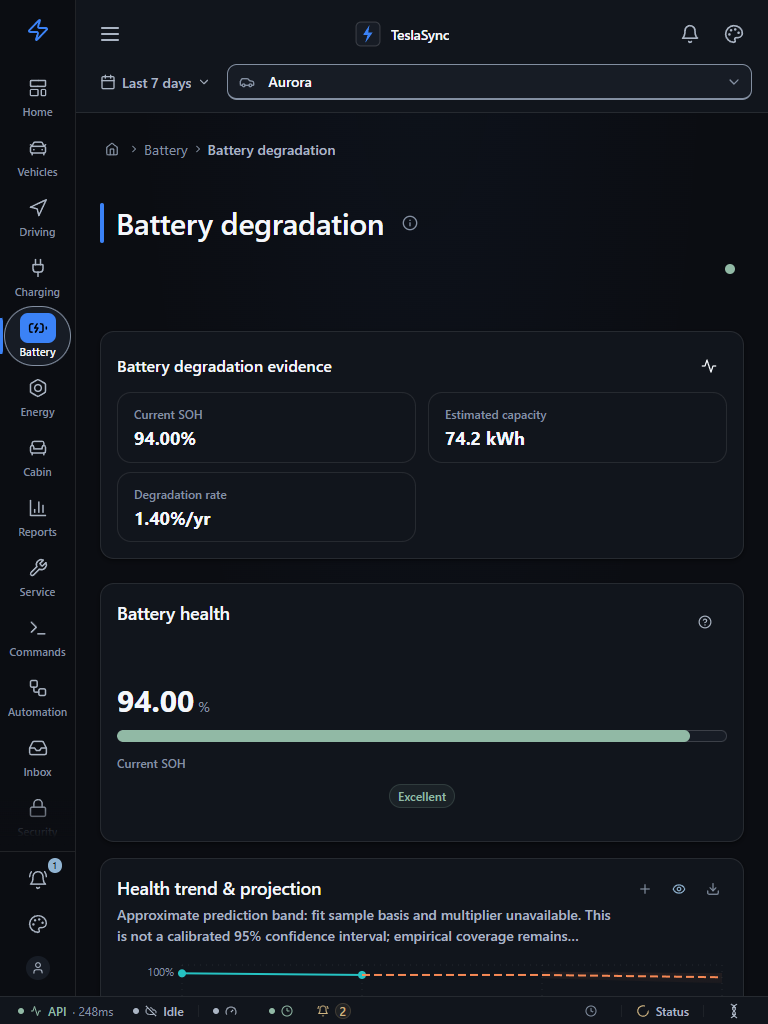 TeslaSync
Last 7 days
Aurora
Home
Vehicles
Driving
Charging
Battery
Energy
Cabin
Reports
Service
Commands
Automation
Inbox
Security
1
Battery
Battery degradation
Battery degradation
Battery degradation evidence
Current SOH
94.00%
Estimated capacity
74.2 kWh
Degradation rate
1.40%/yr
Battery health
94.00 %
Current SOH
Excellent
Health trend & projection
Approximate prediction band: fit sample basis and multiplier unavailable. This
is not a calibrated 95% confidence interval; empirical coverage remains...
100%
API · 248ms
Idle
2
Status